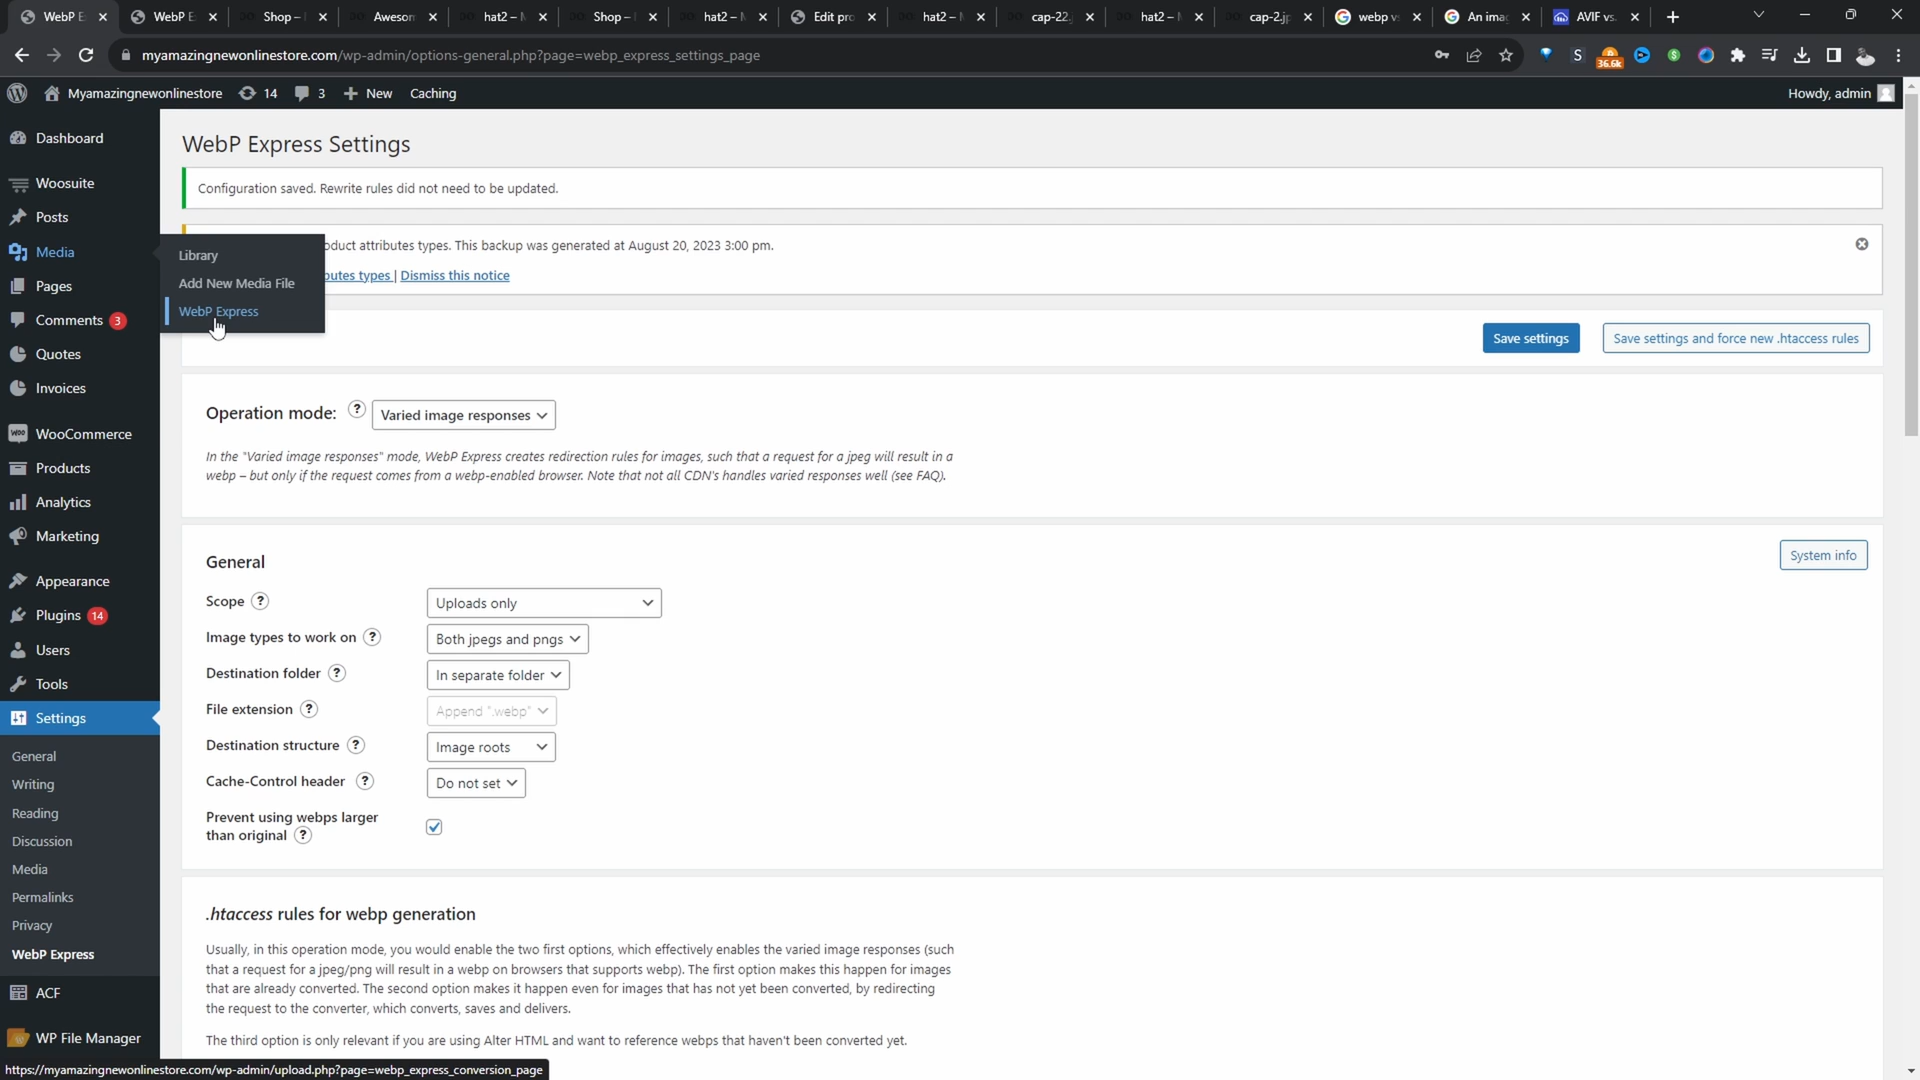 WebP E
WebP E
Shop –
Awesom
hat2 –
Shop –
hat2 –
Edit pro
hat2 –
cap-22.
hat2 –
cap-2.jp
webp v
An ima
AVIF vs.
myamazingnewonlinestore.com/wp-admin/options-general.php?page=webp_express_settings_page
36.6k
Myamazingnewonlinestore
14
3
New
Caching
Howdy, admin
Dashboard
Woosuite
Posts
Media
Pages
Comments 3
Quotes
Invoices
WooCommerce
Products
Analytics
Marketing
Appearance
Plugins 14
Users
Tools
Settings
General
Writing
Reading
Discussion
Media
Permalinks
Privacy
WebP Express
ACF
WP File Manager
Library
Add New Media File
WebP Express
WebP Express Settings
Configuration saved. Rewrite rules did not need to be updated.
oduct attributes types. This backup was generated at August 20, 2023 3:00 pm.
butes types | Dismiss this notice
Save settings
Save settings and force new .htaccess rules
Operation mode: ? Varied image responses
In the "Varied image responses" mode, WebP Express creates redirection rules for images, such that a request for a jpeg will result in a
webp – but only if the request comes from a webp-enabled browser. Note that not all CDN's handles varied responses well (see FAQ).
General
System info
Scope ? Uploads only
Image types to work on ? Both jpegs and pngs
Destination folder ? In separate folder
File extension ? Append ".webp"
Destination structure ? Image roots
Cache-Control header ? Do not set
Prevent using webps larger
than original ?
.htaccess rules for webp generation
Usually, in this operation mode, you would enable the two first options, which effectively enables the varied image responses (such
that a request for a jpeg/png will result in a webp on browsers that supports webp). The first option makes this happen for images
that are already converted. The second option makes it happen even for images that has not yet been converted, by redirecting
the request to the converter, which converts, saves and delivers.
The third option is only relevant if you are using Alter HTML and want to reference webps that haven't been converted yet.
https://myamazingnewonlinestore.com/wp-admin/upload.php?page=webp_express_conversion_page